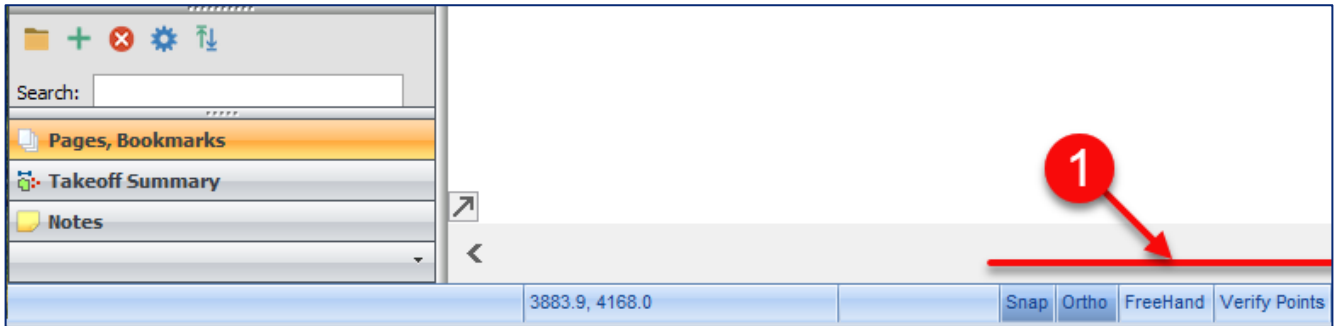 Search:
Pages, Bookmarks
Takeoff Summary
Notes
1
3883.9, 4168.0
Snap Ortho FreeHand Verify Points